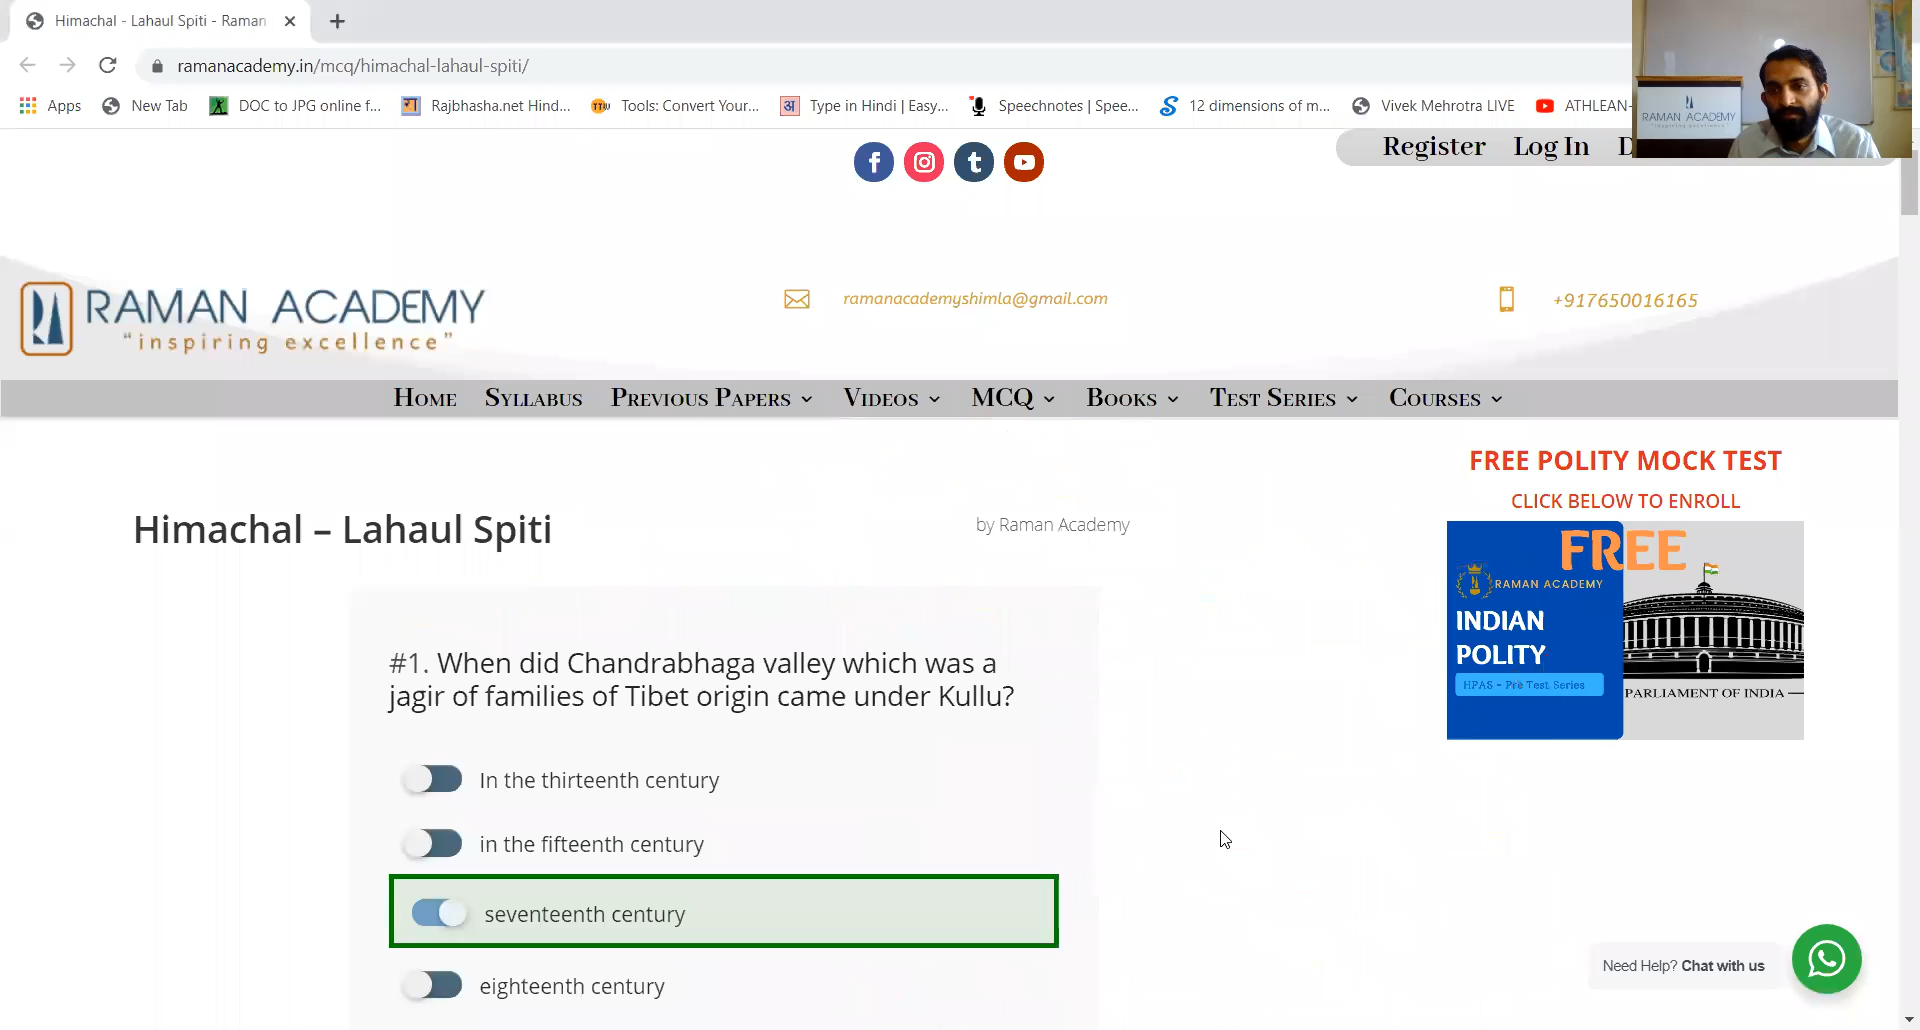 Himachal - Lahaul Spiti - Raman
ramanacademy.in/mcq/himachal-lahaul-spiti/
Apps New Tab DOC to JPG online f... Rajbhasha.net Hind... Tools: Convert Your... Type in Hindi | Easy... Speechnotes | Spee... 12 dimensions of m... Vivek Mehrotra LIVE ATHLEAN-
RAMAN ACADEMY
"inspiring excellence"
Register Log In D
RAMAN ACADEMY
"inspiring excellence"
ramanacademyshimla@gmail.com
+917650016165
Home Syllabus Previous Papers Videos MCQ Books Test Series Courses
FREE POLITY MOCK TEST
CLICK BELOW TO ENROLL
FREE
RAMAN ACADEMY
INDIAN
POLITY
HPAS - Pre Test Series
PARLIAMENT OF INDIA
Himachal – Lahaul Spiti
by Raman Academy
#1. When did Chandrabhaga valley which was a
jagir of families of Tibet origin came under Kullu?
In the thirteenth century
in the fifteenth century
seventeenth century
eighteenth century
Need Help? Chat with us